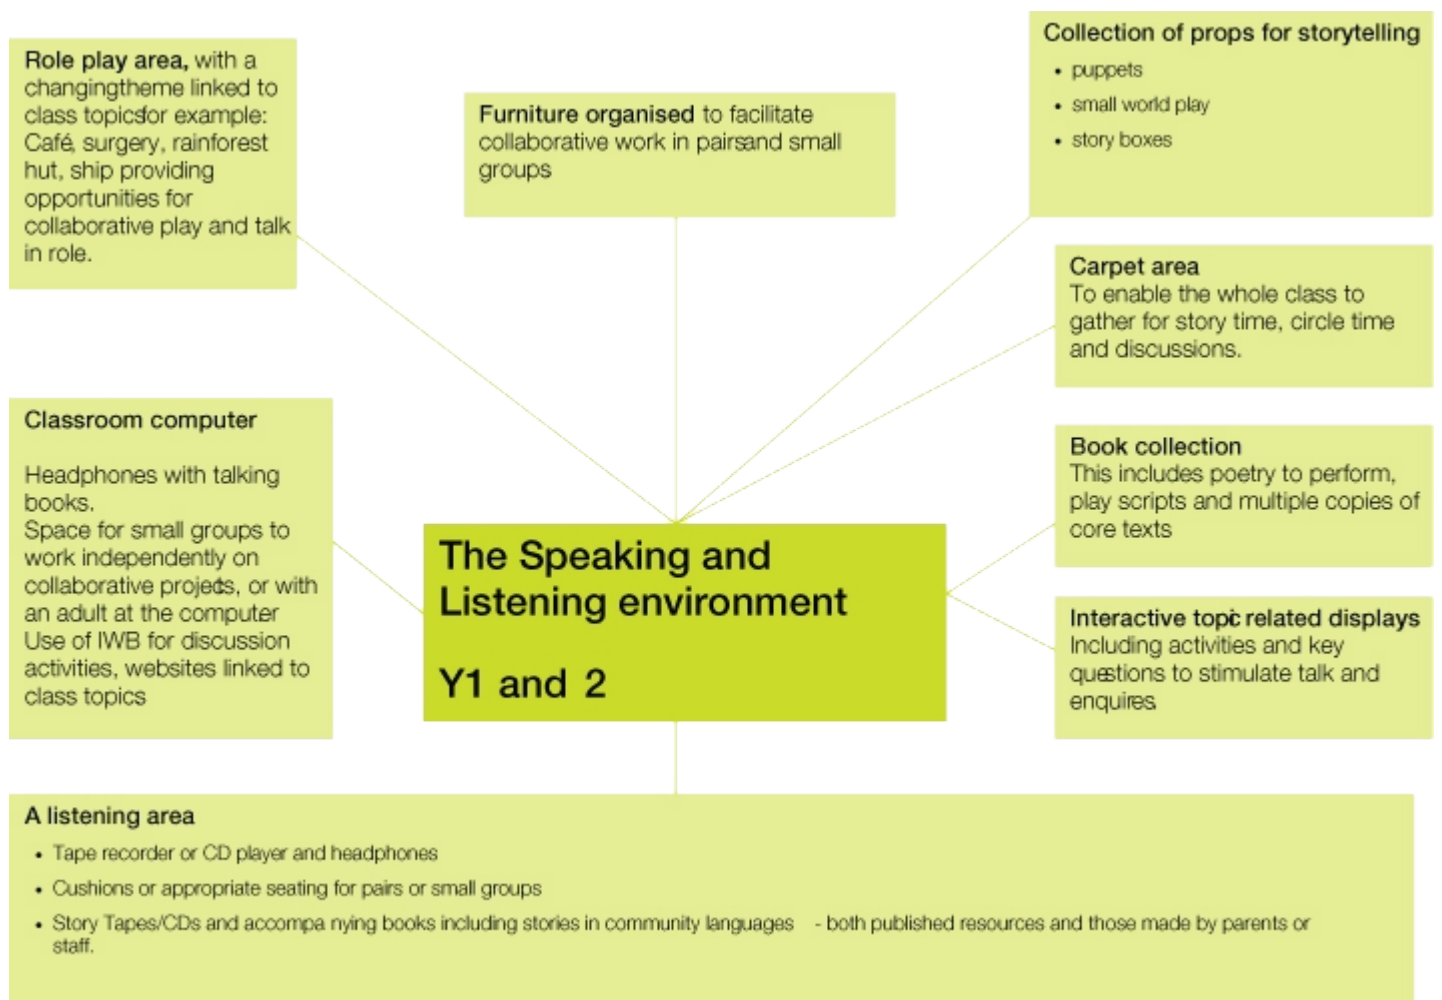 Role play area, with a
changingtheme linked to
class topicsfor example:
Café, surgery, rainforest
hut, ship providing
opportunities for
collaborative play and talk
in role.
Furniture organised to facilitate
collaborative work in pairsand small
groups
Collection of props for storytelling
• puppets
• small world play
• story boxes
Carpet area
To enable the whole class to
gather for story time, circle time
and discussions.
Classroom computer
Headphones with talking
books.
Space for small groups to
work independently on
collaborative projects, or with
an adult at the computer
Use of IWB for discussion
activities, websites linked to
class topics
The Speaking and
Listening environment
Y1 and 2
Book collection
This includes poetry to perform,
play scripts and multiple copies of
core texts
Interactive topic related displays
Including activities and key
questions to stimulate talk and
enquires.
A listening area
• Tape recorder or CD player and headphones
• Cushions or appropriate seating for pairs or small groups
• Story Tapes/CDs and accompa nying books including stories in community languages - both published resources and those made by parents or
staff.